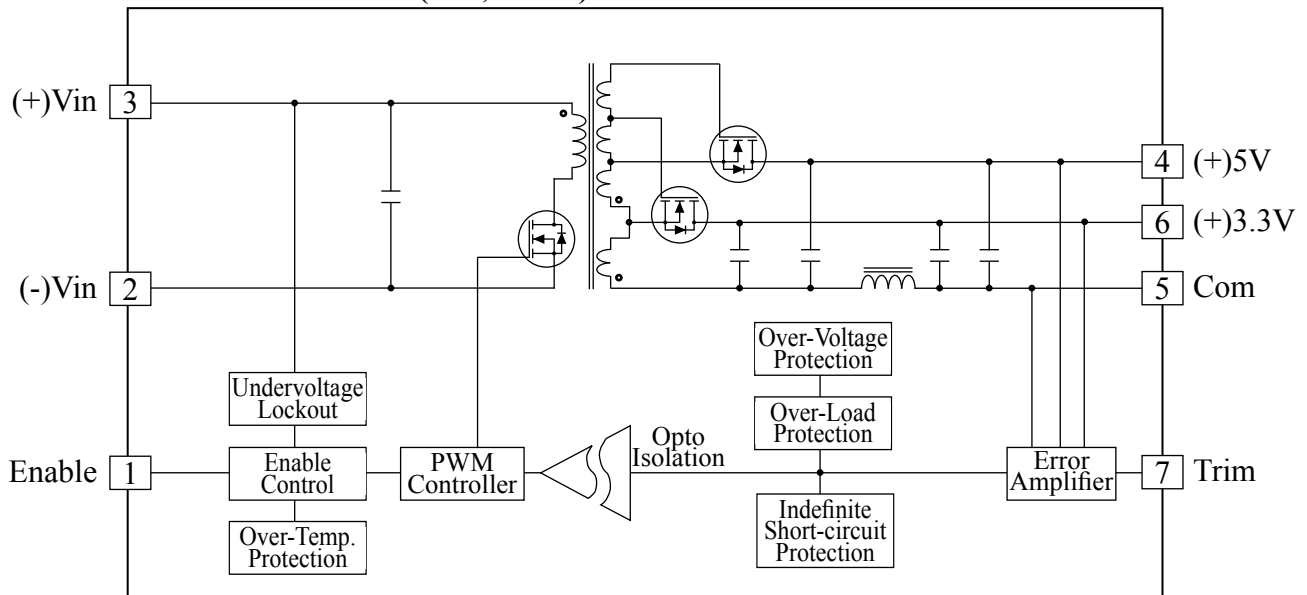 (+)Vin 3
4 (+)5V
6 (+)3.3V
(-)Vin 2
5 Com
Over-Voltage
Protection
Undervoltage
Lockout
Over-Load
Protection
Opto
Isolation
Enable 1
Enable
Control
PWM
Controller
Error
Amplifier
7 Trim
Over-Temp.
Protection
Indefinite
Short-circuit
Protection